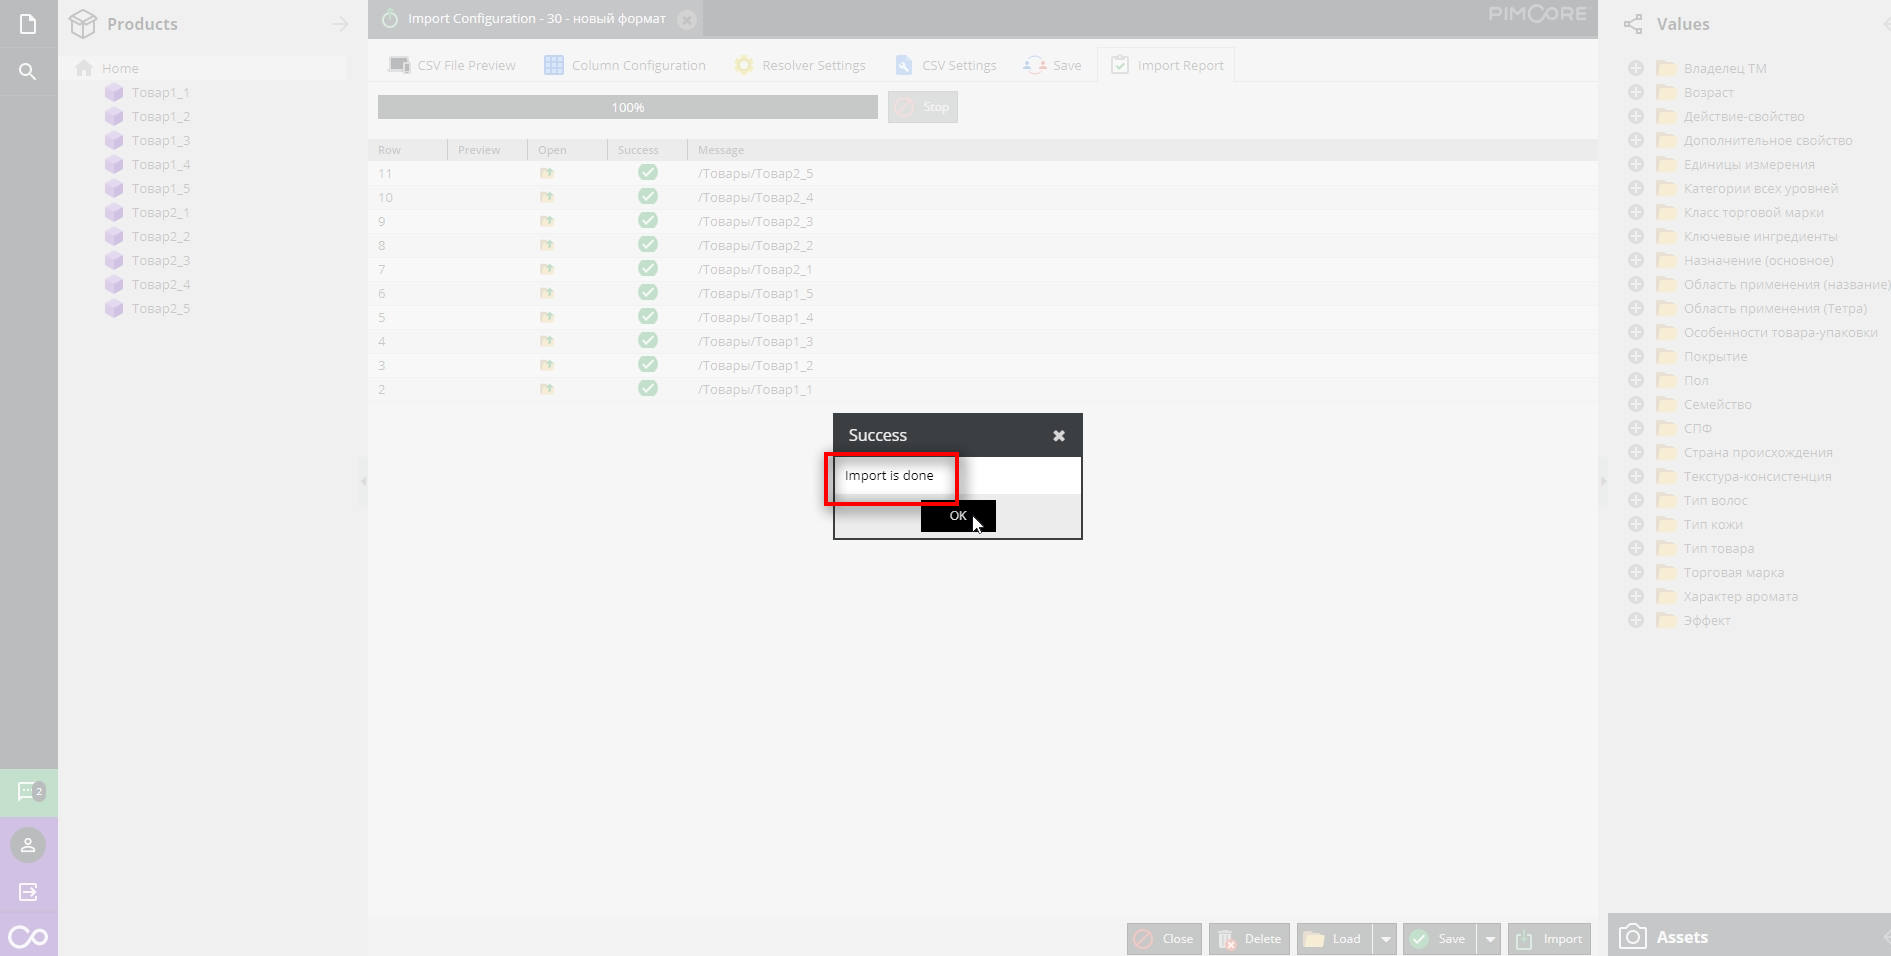 Products
Home
Товар1_1
Товар1_2
Товар1_3
Товар1_4
Товар1_5
Товар2_1
Товар2_2
Товар2_3
Товар2_4
Товар2_5
2
Import Configuration - 30 - новый формат
PIMCORE
CSV File Preview
Column Configuration
Resolver Settings
CSV Settings
Save
Import Report
100%
Stop
Row Preview Open Success Message
11 /Товары/Товар2_5
10 /Товары/Товар2_4
9 /Товары/Товар2_3
8 /Товары/Товар2_2
7 /Товары/Товар2_1
6 /Товары/Товар1_5
5 /Товары/Товар1_4
4 /Товары/Товар1_3
3 /Товары/Товар1_2
2 /Товары/Товар1_1
Success
Import is done
OK
Close
Delete
Load
Save
Import
Values
Владелец ТМ
Возраст
Действие-свойство
Дополнительное свойство
Единицы измерения
Категории всех уровней
Класс торговой марки
Ключевые ингредиенты
Назначение (основное)
Область применения (название)
Область применения (Тетра)
Особенности товара-упаковки
Покрытие
Пол
Семейство
СПФ
Страна происхождения
Текстура-консистенция
Тип волос
Тип кожи
Тип товара
Торговая марка
Характер аромата
Эффект
Assets